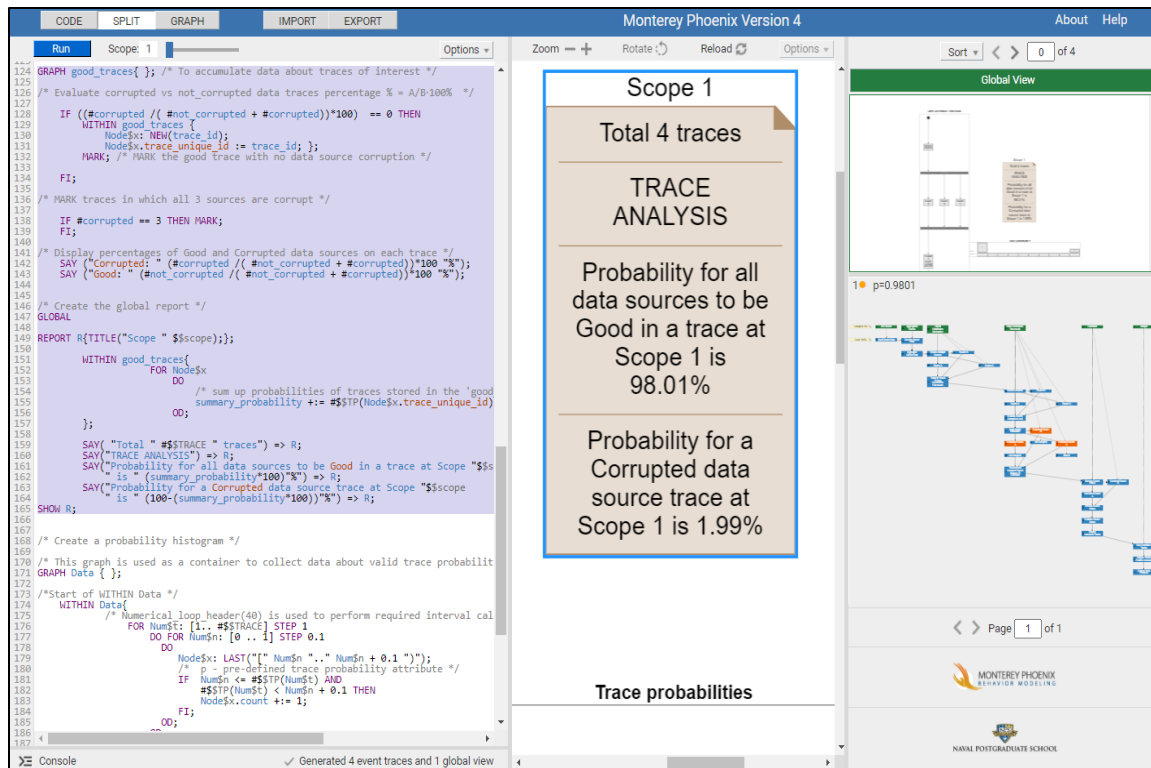 CODE SPLIT GRAPH IMPORT EXPORT Monterey Phoenix Version 4 About Help
Run Scope: 1 Options
Zoom Rotate Reload Options
Sort 0 of 4
124 GRAPH good_traces{ }; /* To accumulate data about traces of interest */
125
126 /* Evaluate corrupted vs not_corrupted data traces percentage % = A/B·100% */
127
128 IF ((#corrupted /( #not_corrupted + #corrupted))*100) == 0 THEN
129 WITHIN good_traces {
130 Node$x: NEW(trace_id);
131 Node$x.trace_unique_id := trace_id; };
132 MARK; /* MARK the good trace with no data source corruption */
133
134 FI;
135
136 /* MARK traces in which all 3 sources are corrupt */
137
138 IF #corrupted == 3 THEN MARK;
139 FI;
140
141 /* Display percentages of Good and Corrupted data sources on each trace */
142 SAY ("Corrupted: " (#corrupted /( #not_corrupted + #corrupted))*100 "%");
143 SAY ("Good: " (#not_corrupted /( #not_corrupted + #corrupted))*100 "%");
144
145
146 /* Create the global report */
147 GLOBAL
148
149 REPORT R{TITLE("Scope " $$scope);};
150
151 WITHIN good_traces{
152 FOR Node$x
153 DO
154 /* sum up probabilities of traces stored in the 'good
155 summary_probability +:= #$$TP(Node$x.trace_unique_id)
156 OD;
157 };
158
159 SAY( "Total " #$$TRACE " traces") => R;
160 SAY("TRACE ANALYSIS") => R;
161 SAY("Probability for all data sources to be Good in a trace at Scope "$$s
162 " is " (summary_probability*100)"%") => R;
163 SAY("Probability for a Corrupted data source trace at Scope "$$scope
164 " is " (100-(summary_probability*100))"%") => R;
165 SHOW R;
166
167
168 /* Create a probability histogram */
169
170 /* This graph is used as a container to collect data about valid trace probabilit
171 GRAPH Data { };
172
173 /*Start of WITHIN Data */
174 WITHIN Data{
175 /* Numerical_loop_header(40) is used to perform required interval cal
176 FOR Num$t: [1.. #$$TRACE] STEP 1
177 DO FOR Num$n: [0 .. 1] STEP 0.1
178 DO
179 Node$x: LAST("[" Num$n ".." Num$n + 0.1 ")");
180 /* p - pre-defined trace probability attribute */
181 IF Num$n <= #$$TP(Num$t) AND
182 #$$TP(Num$t) < Num$n + 0.1 THEN
183 Node$x.count +:= 1;
184 FI;
185 OD;
186
187
Console Generated 4 event traces and 1 global view
Scope 1
Total 4 traces
TRACE
ANALYSIS
Probability for all
data sources to be
Good in a trace at
Scope 1 is
98.01%
Probability for a
Corrupted data
source trace at
Scope 1 is 1.99%
Trace probabilities
Global View
1 p=0.9801
Page 1 of 1
MONTEREY PHOENIX
BEHAVIOR MODELING
NAVAL POSTGRADUATE SCHOOL